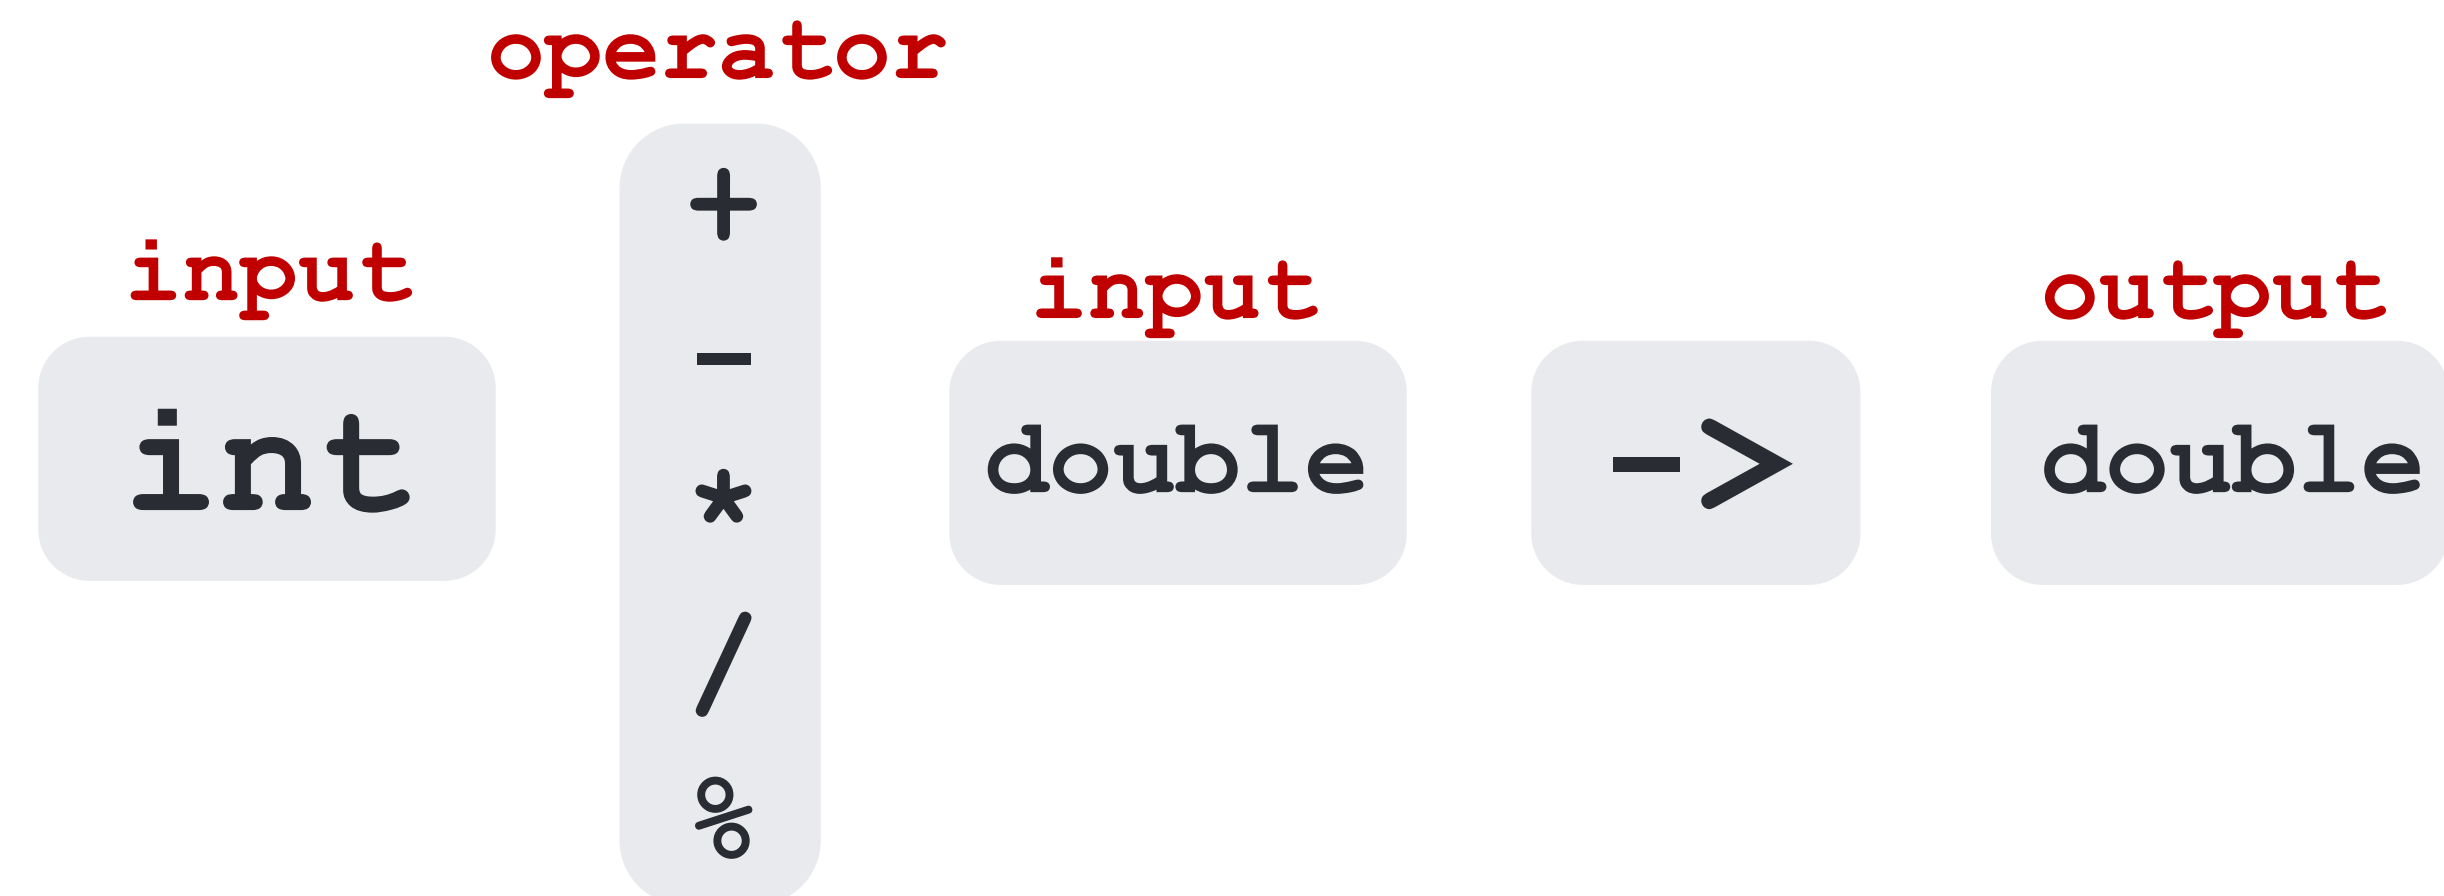 operator
+
input
-
input
output
int
*
double
->
double
/
%